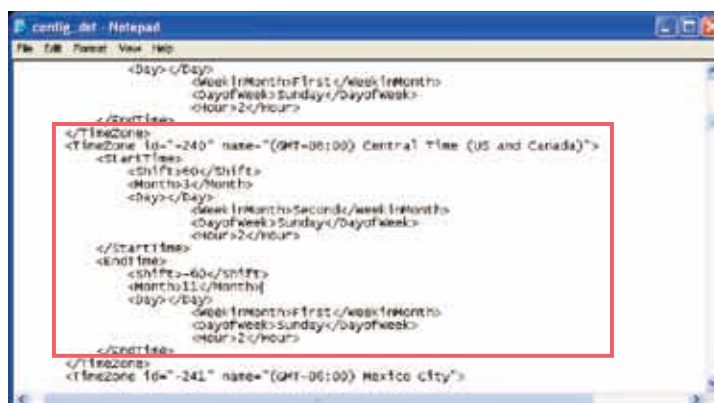 config_dst - Notepad
File Edit Format View Help
<Day></Day>
<WeekinMonth>First</WeekinMonth>
<DayofWeek>Sunday</DayofWeek>
<Hour>2</Hour>
</EndTime>
</TimeZone>
<TimeZone id="-240" name="(GMT-06:00) Central Time (US and Canada)">
<StartTime>
<Shift>60</Shift>
<Month>3</Month>
<Day></Day>
<WeekinMonth>Second</WeekinMonth>
<DayofWeek>Sunday</DayofWeek>
<Hour>2</Hour>
</StartTime>
<EndTime>
<Shift>-60</Shift>
<Month>11</Month>
<Day></Day>
<WeekinMonth>First</WeekinMonth>
<DayofWeek>Sunday</DayofWeek>
<Hour>2</Hour>
</EndTime>
</TimeZone>
<TimeZone id="-241" name="(GMT-06:00) Mexico City">